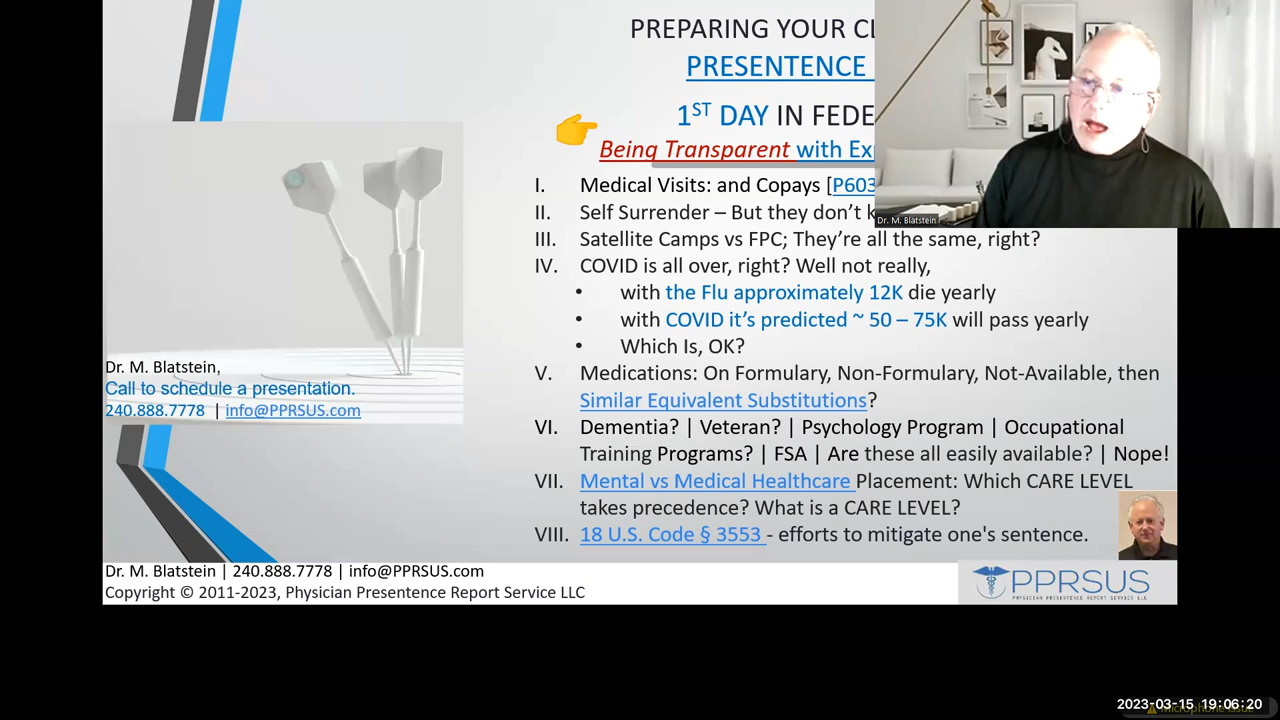 PREPARING YOUR
PRESENTENCE
1ST DAY IN
Being Transparent with
I. Medical Visits: and Copays [P603
II. Self Surrender – But they don't
III. Satellite Camps vs FPC; They're all the same, right?
IV. COVID is all over, right? Well not really,
• with the Flu approximately 12K die yearly
• with COVID it's predicted ~ 50 – 75K will pass yearly
• Which Is, OK?
V. Medications: On Formulary, Non-Formulary, Not-Available, then
Similar Equivalent Substitutions?
VI. Dementia? | Veteran? | Psychology Program | Occupational
Training Programs? | FSA | Are these all easily available? | Nope!
VII. Mental vs Medical Healthcare Placement: Which CARE LEVEL
takes precedence? What is a CARE LEVEL?
VIII. 18 U.S. Code § 3553 - efforts to mitigate one's sentence.
Dr. M. Blatstein
Dr. M. Blatstein,
Call to schedule a presentation.
240.888.7778 | info@PPRSUS.com
Dr. M. Blatstein | 240.888.7778 | info@PPRSUS.com
Copyright © 2011-2023, Physician Presentence Report Service LLC
PPRSUS
PHYSICIAN PRESENTENCE REPORT SERVICE LLC
2023-03-15 19:06:20